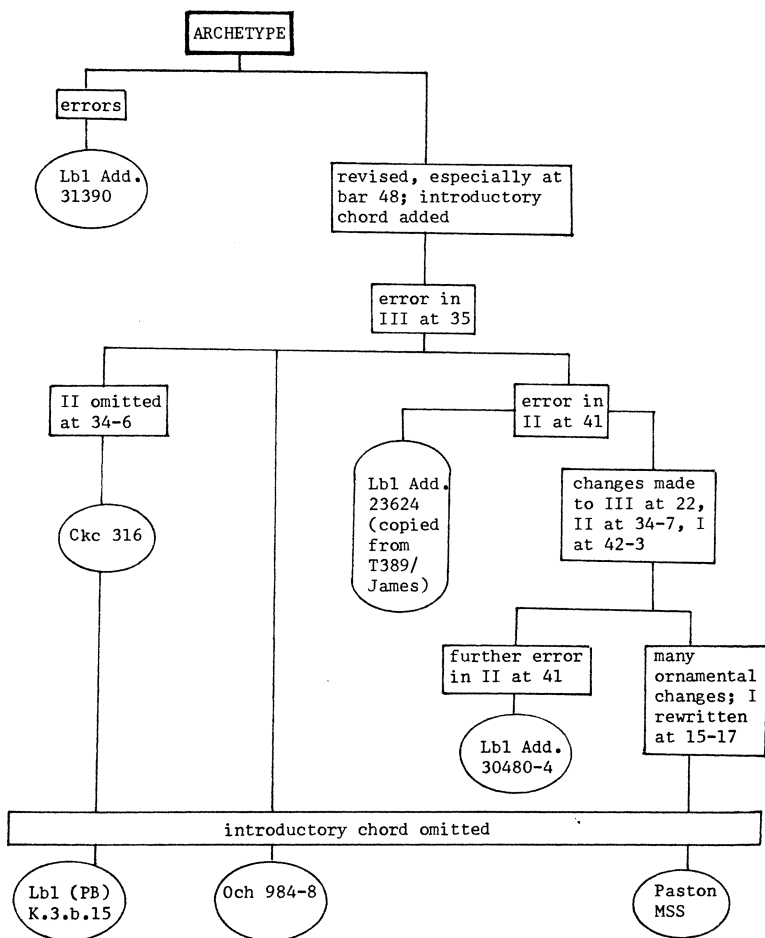 ARCHETYPE
errors
Lbl Add.
31390
revised, especially at
bar 48; introductory
chord added
error in
III at 35
II omitted
at 34-6
error in
II at 41
Ckc 316
Lbl Add.
23624
(copied
from
T389/
James)
changes made
to III at 22,
II at 34-7, I
at 42-3
further error
in II at 41
many
ornamental
changes; I
rewritten
at 15-17
Lbl Add.
30480-4
introductory chord omitted
Lbl (PB)
K.3.b.15
Och 984-8
Paston
MSS